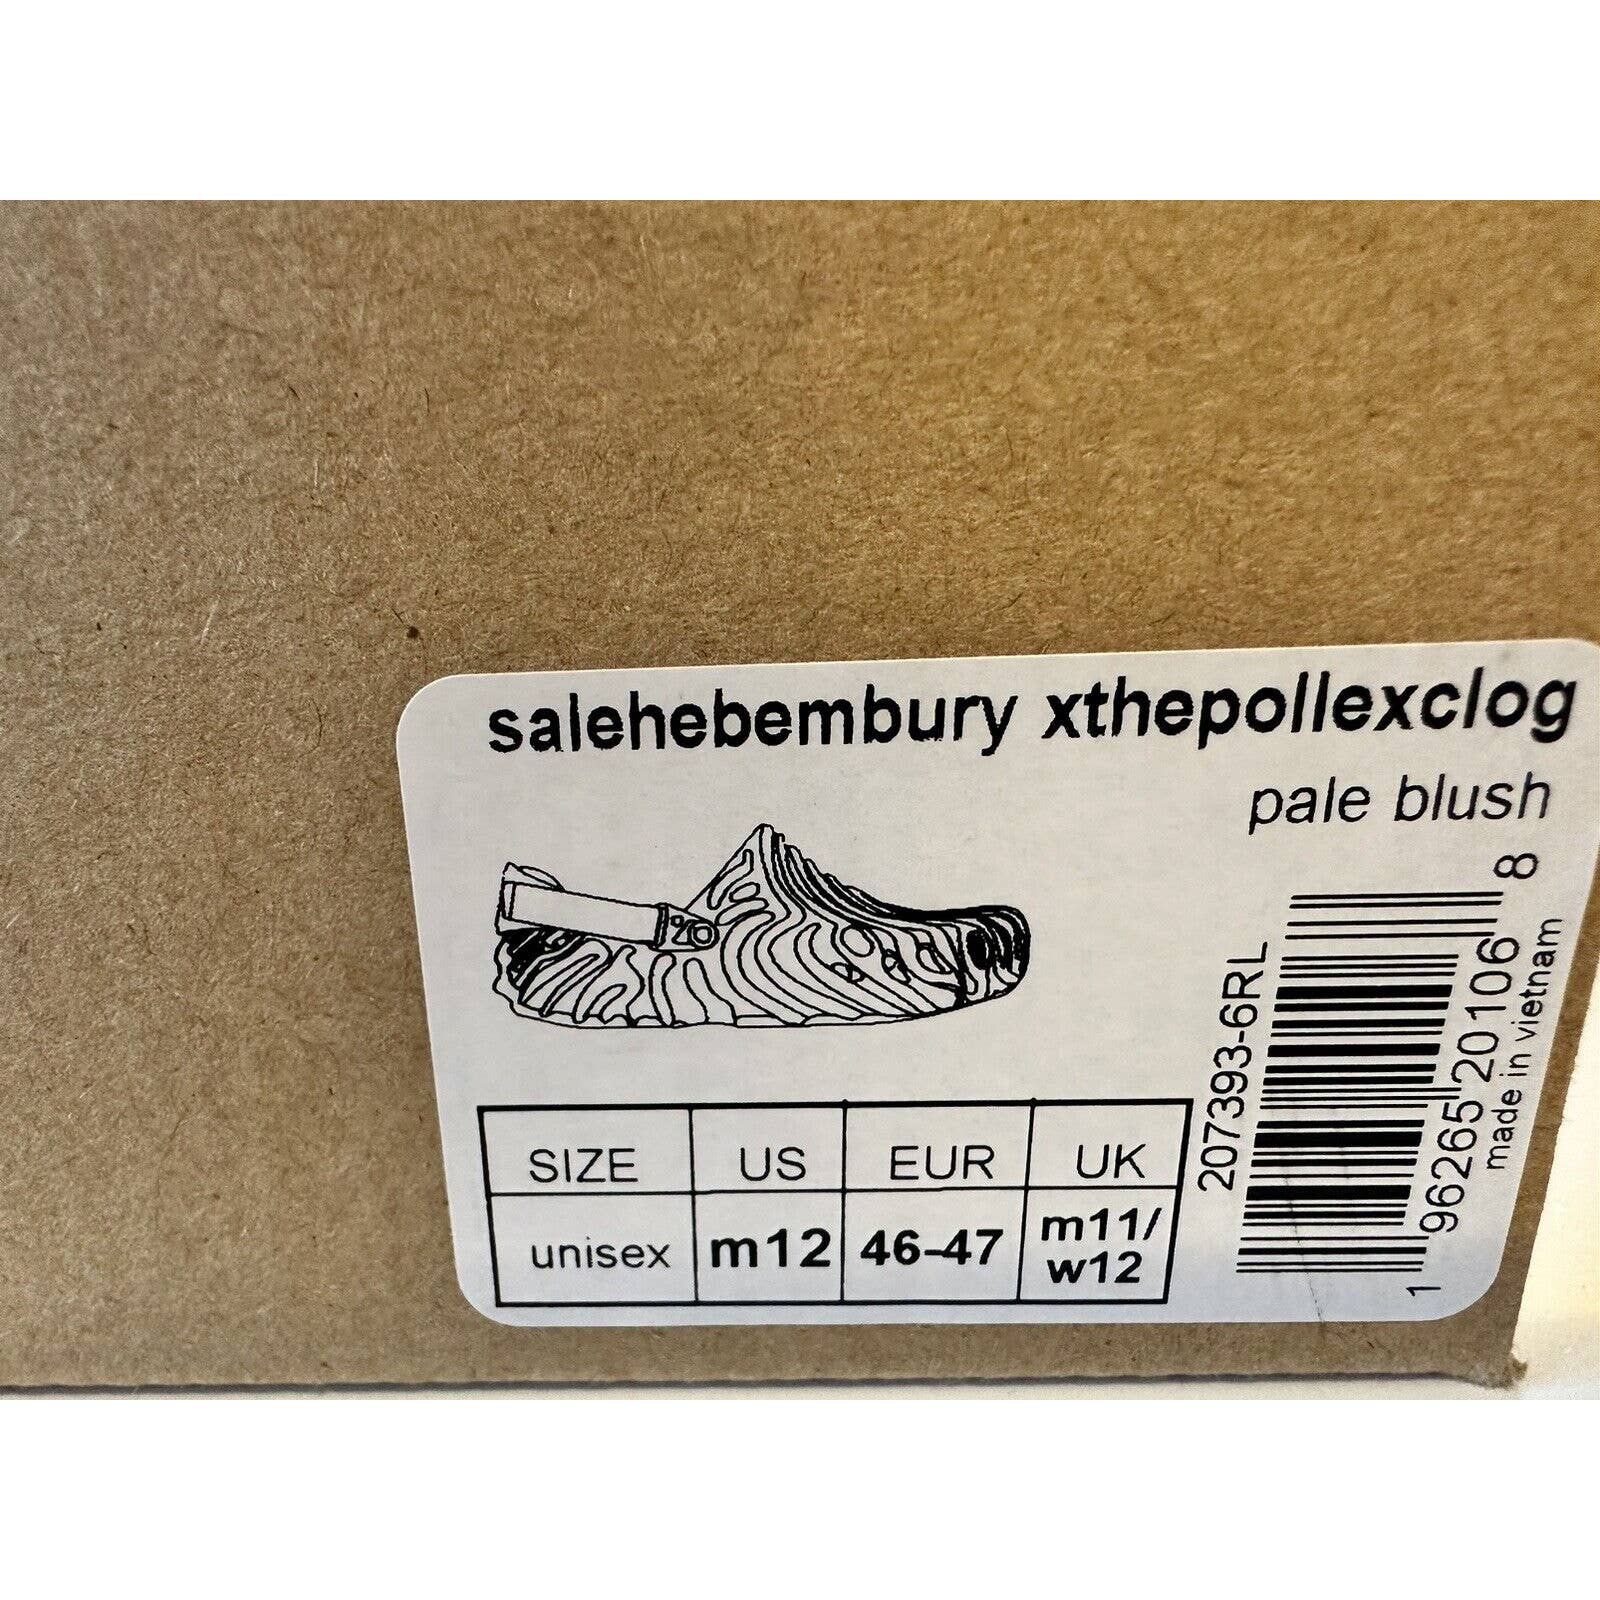 salehebembury xthepollexclog
pale blush
SIZE US EUR UK
unisex m12 46-47 m11/
w12
207393-6RL
1 96265 20106 8
made in vietnam